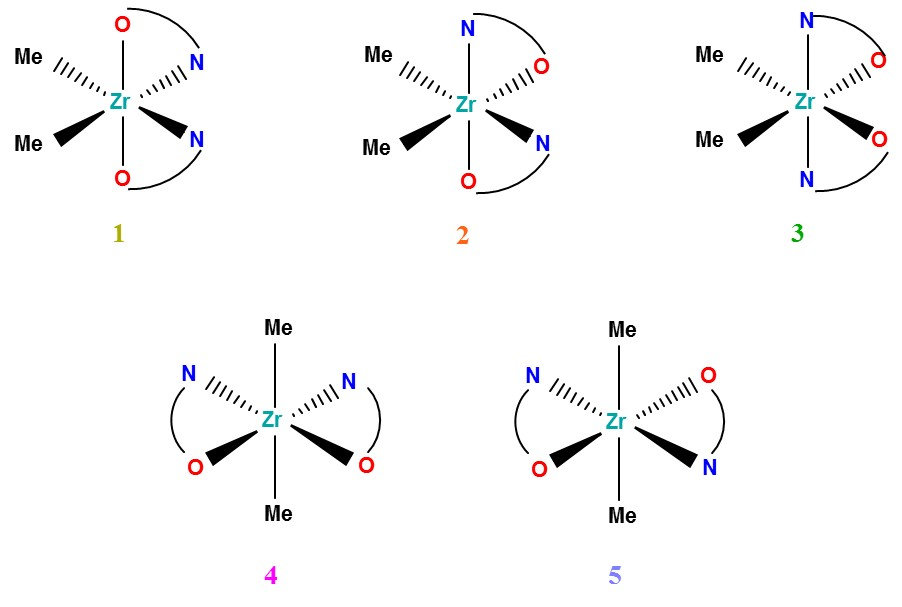 O N N
Me N Me O Me O
Zr Zr Zr
Me N Me N Me O
O O N
1 2 3
Me Me
N N N O
Zr Zr
O O O N
Me Me
4 5